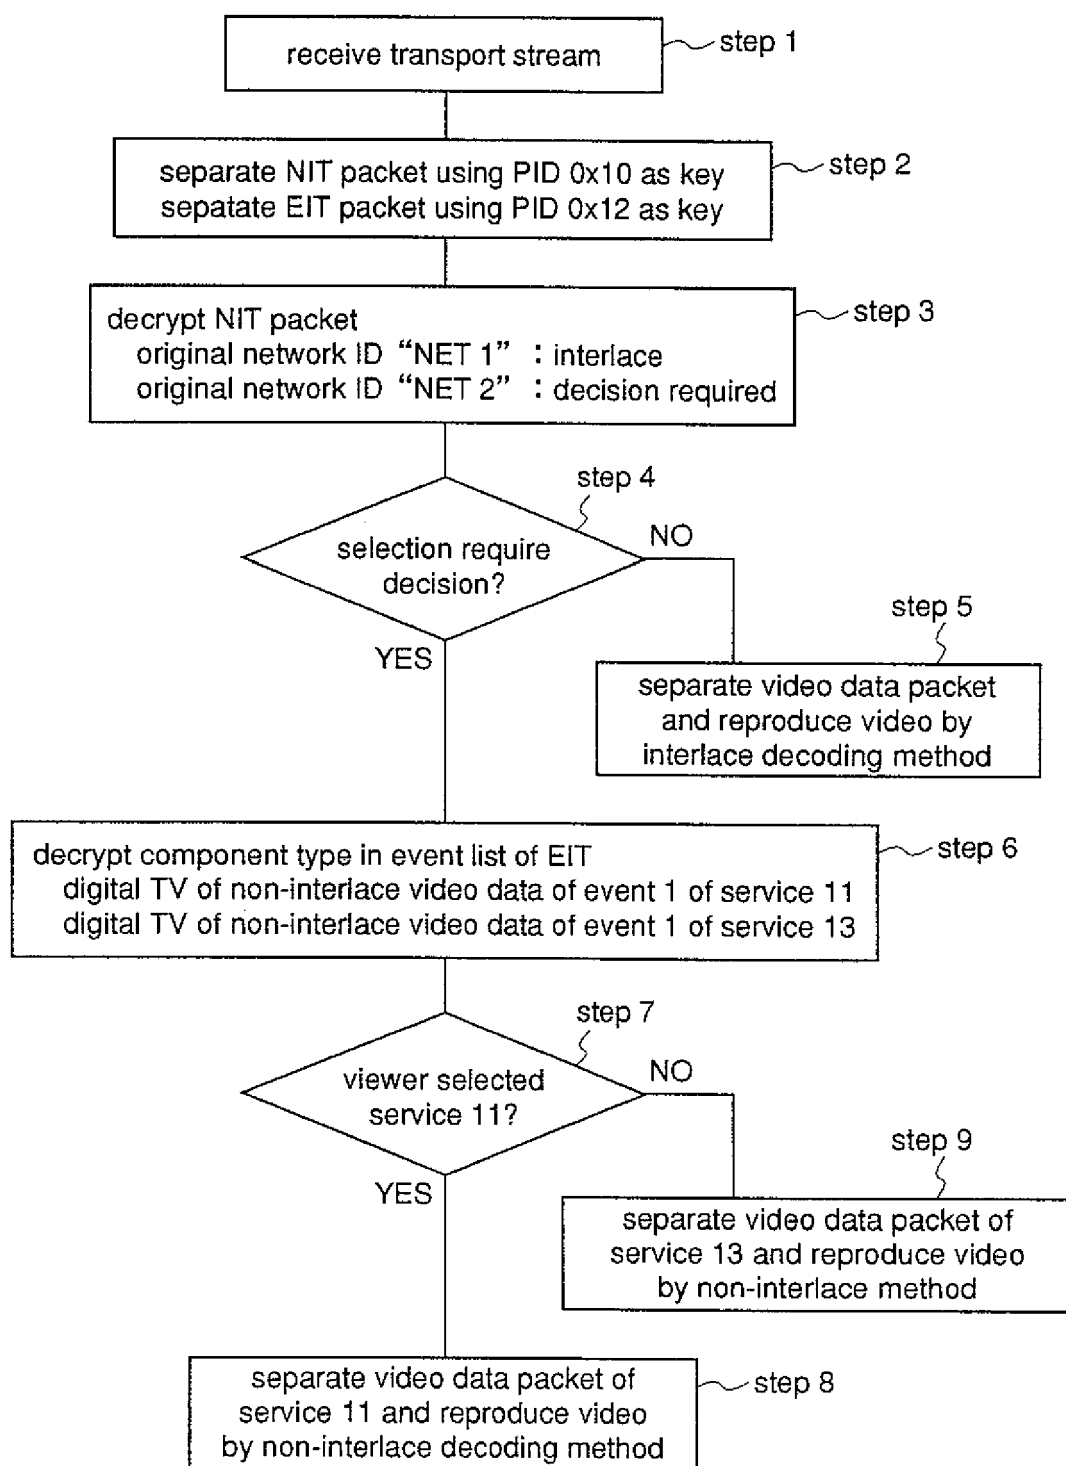 receive transport stream
step 1
separate NIT packet using PID 0x10 as key
sepatate EIT packet using PID 0x12 as key
step 2
decrypt NIT packet
original network ID “NET 1” : interlace
original network ID “NET 2” : decision required
step 3
step 4
selection require
decision?
NO
YES
step 5
separate video data packet
and reproduce video by
interlace decoding method
decrypt component type in event list of EIT
digital TV of non-interlace video data of event 1 of service 11
digital TV of non-interlace video data of event 1 of service 13
step 6
step 7
viewer selected
service 11?
NO
YES
step 9
separate video data packet of
service 13 and reproduce video
by non-interlace method
separate video data packet of
service 11 and reproduce video
by non-interlace decoding method
step 8